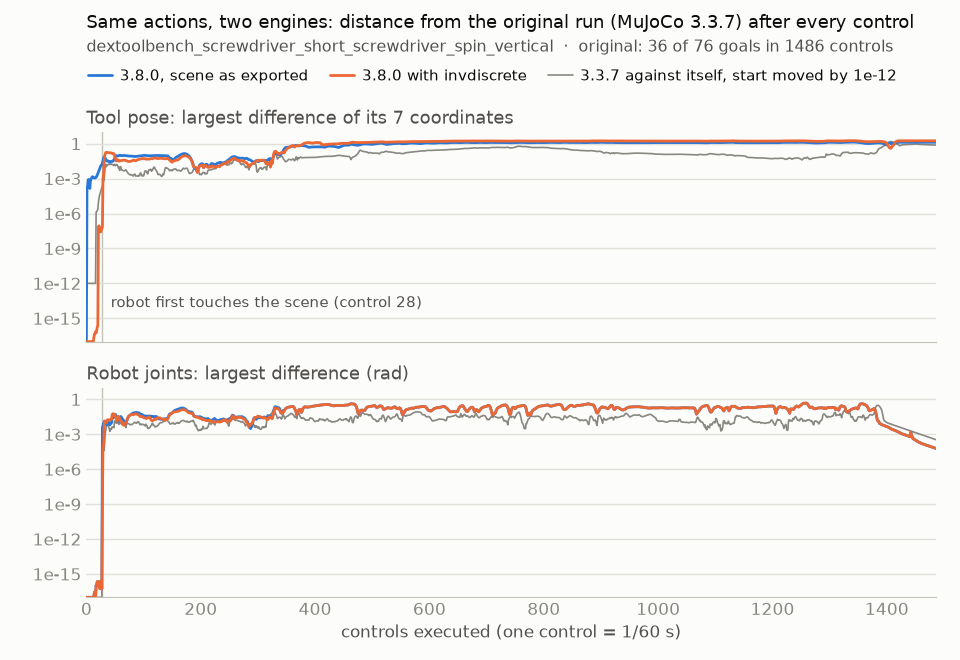 Same actions, two engines: distance from the original run (MuJoCo 3.3.7) after every control
dextoolbench_screwdriver_short_screwdriver_spin_vertical · original: 36 of 76 goals in 1486 controls
3.8.0, scene as exported 3.8.0 with invdiscrete 3.3.7 against itself, start moved by 1e-12
Tool pose: largest difference of its 7 coordinates
1
1e-3
1e-6
1e-9
1e-12
robot first touches the scene (control 28)
1e-15
Robot joints: largest difference (rad)
1
1e-3
1e-6
1e-9
1e-12
1e-15
0 200 400 600 800 1000 1200 1400
controls executed (one control = 1/60 s)